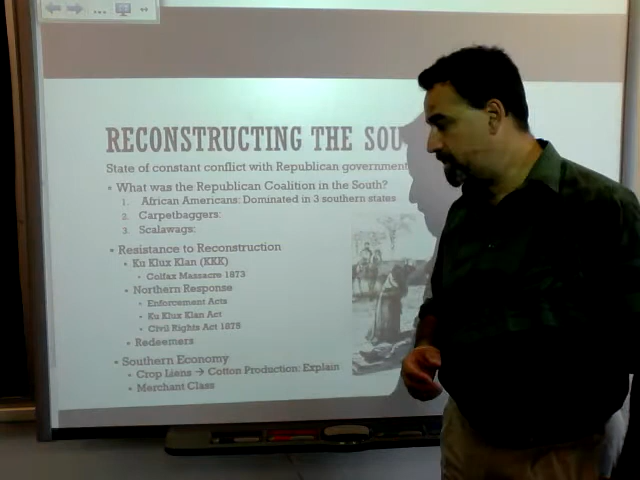 RECONSTRUCTING THE SOU
State of constant conflict with Republican government
• What was the Republican Coalition in the South?
1. African Americans: Dominated in 3 southern states
2. Carpetbaggers:
3. Scalawags:
• Resistance to Reconstruction
• Ku Klux Klan (KKK)
• Colfax Massacre 1873
• Northern Response
• Enforcement Acts
• Ku Klux Klan Act
• Civil Rights Act 1875
• Redeemers
• Southern Economy
• Crop Liens → Cotton Production: Explain
• Merchant Class